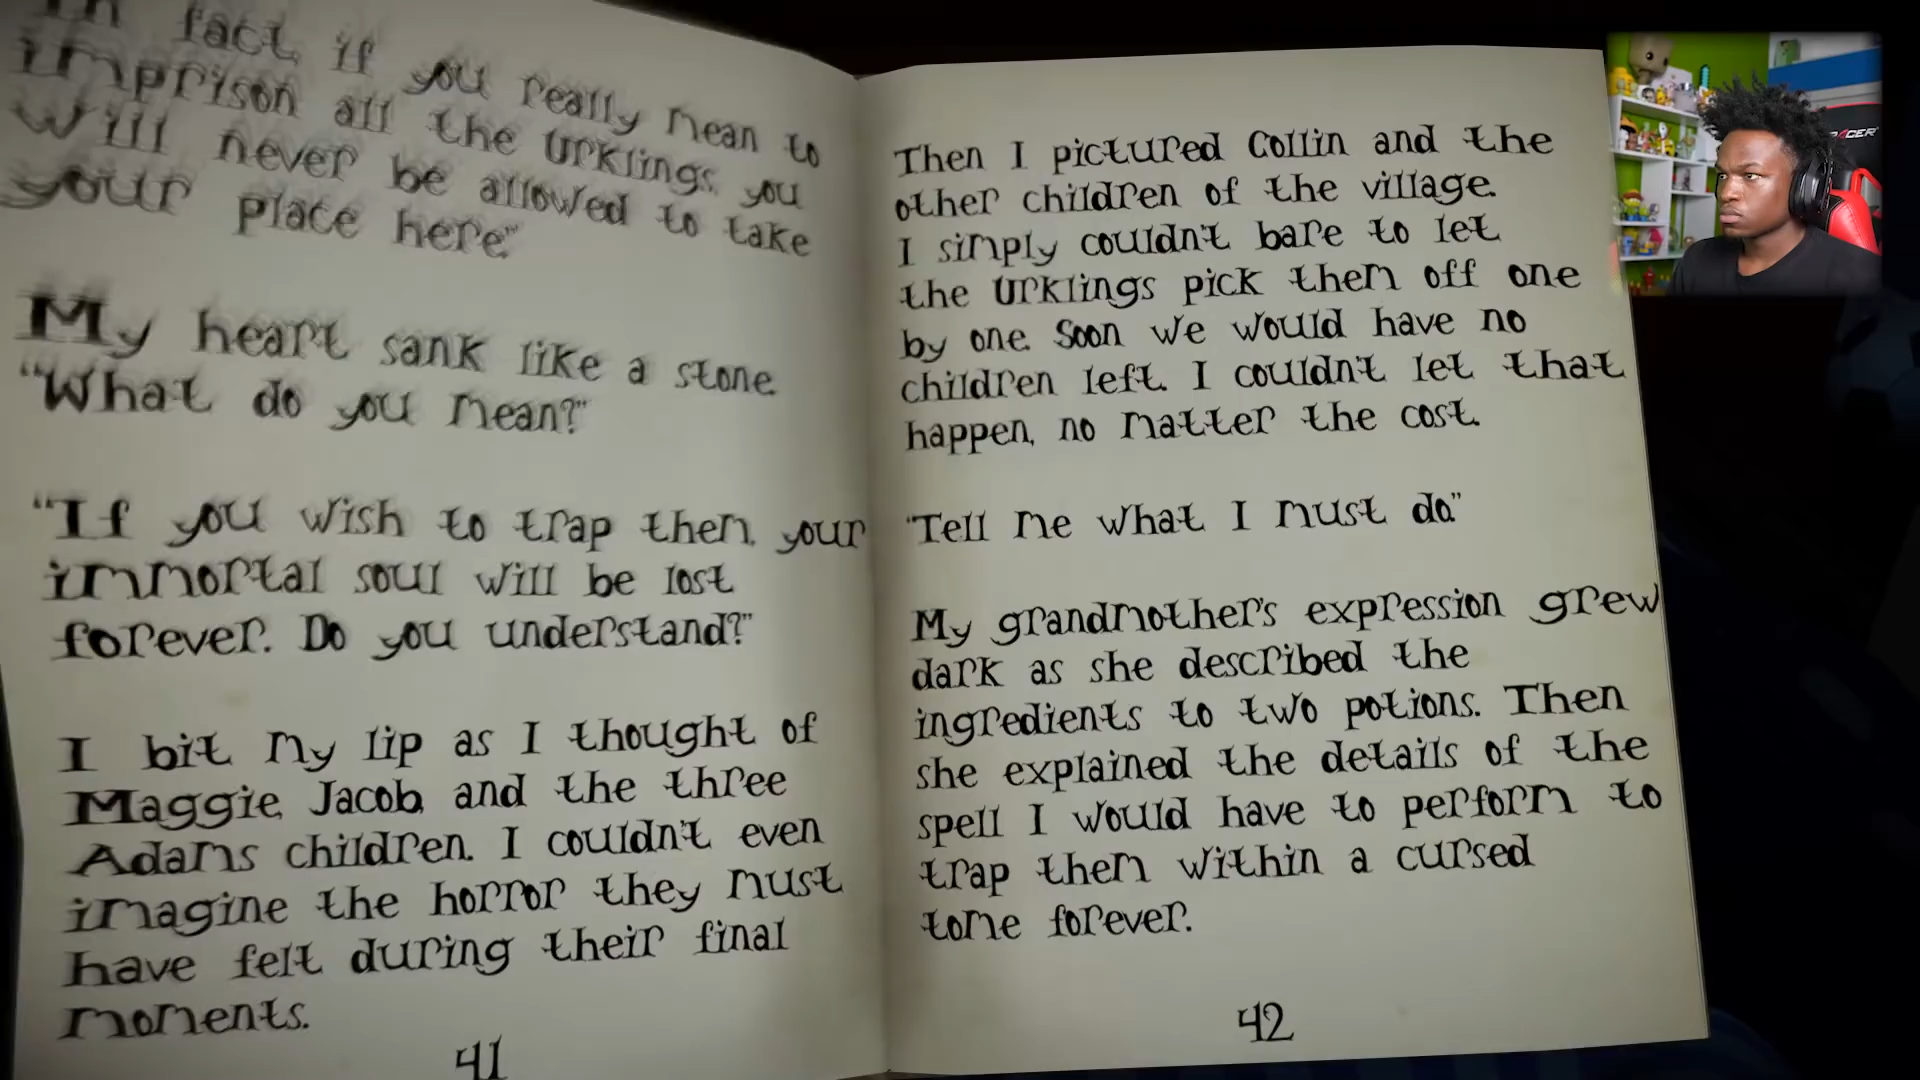 In fact, if you really mean to
imprison all the Urklings, you
will never be allowed to take
your place here."
My heart sank like a stone.
"What do you mean?"
"If you wish to trap them, your
immortal soul will be lost
forever. Do you understand?"
I bit my lip as I thought of
Maggie, Jacob, and the three
Adams children. I couldn't even
imagine the horror they must
have felt during their final
moments.
41
Then I pictured Collin and the
other children of the village.
I simply couldn't bare to let
the Urklings pick them off one
by one. Soon we would have no
children left. I couldn't let that
happen, no matter the cost.
"Tell me what I must do."
My grandmother's expression grew
dark as she described the
ingredients to two potions. Then
she explained the details of the
spell I would have to perform to
trap them within a cursed
tome forever.
42